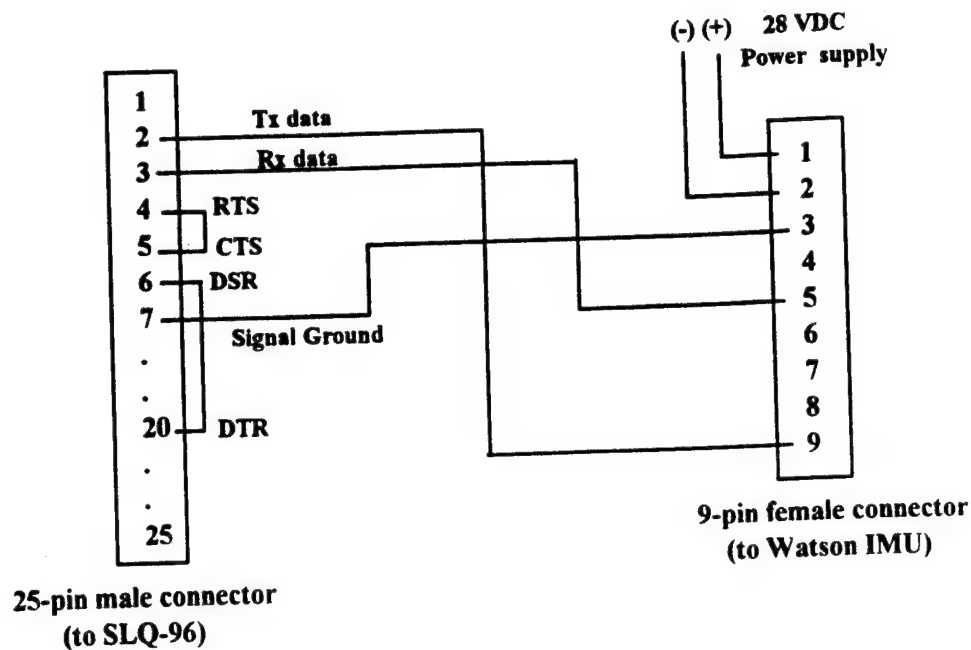 (-) (+) 28 VDC
Power supply
1
2
3
4
5
6
7
.
.
20
.
.
25
Tx data
Rx data
RTS
CTS
DSR
Signal Ground
DTR
1
2
3
4
5
6
7
8
9
25-pin male connector
(to SLQ-96)
9-pin female connector
(to Watson IMU)